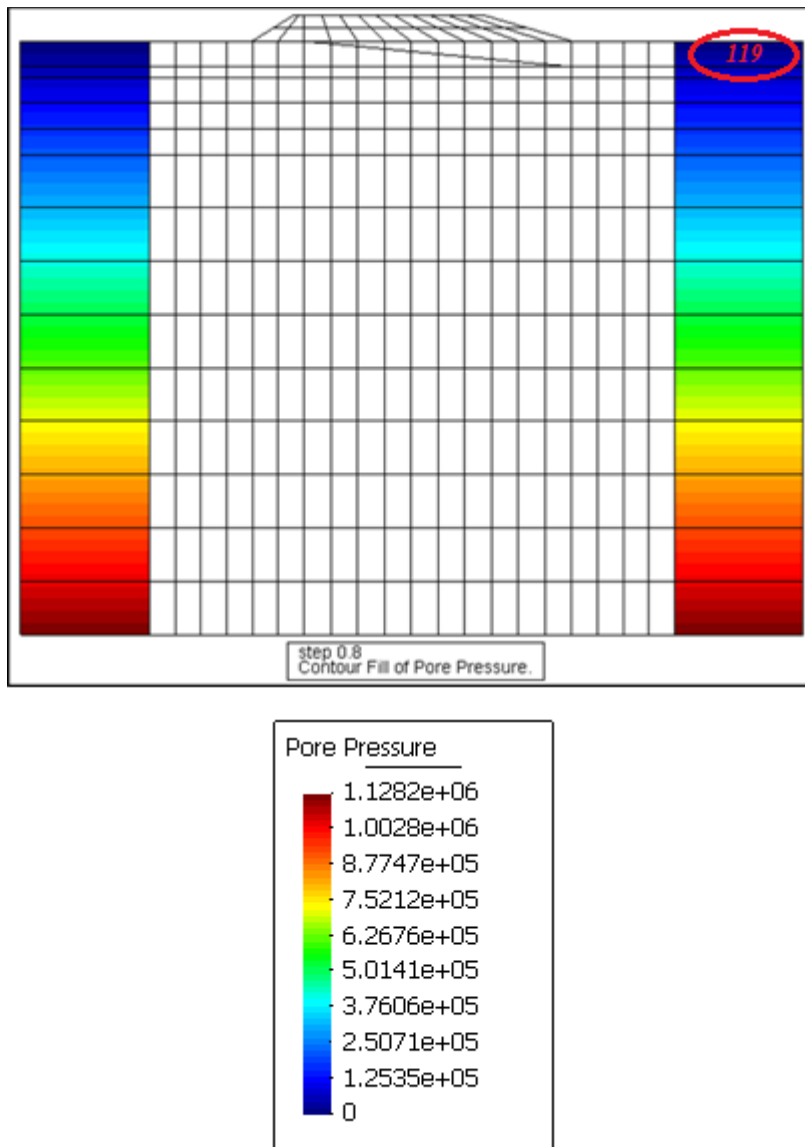 119
step 0.8
Contour Fill of Pore Pressure.
Pore Pressure
1.1282e+06
1.0028e+06
8.7747e+05
7.5212e+05
6.2676e+05
5.0141e+05
3.7606e+05
2.5071e+05
1.2535e+05
0